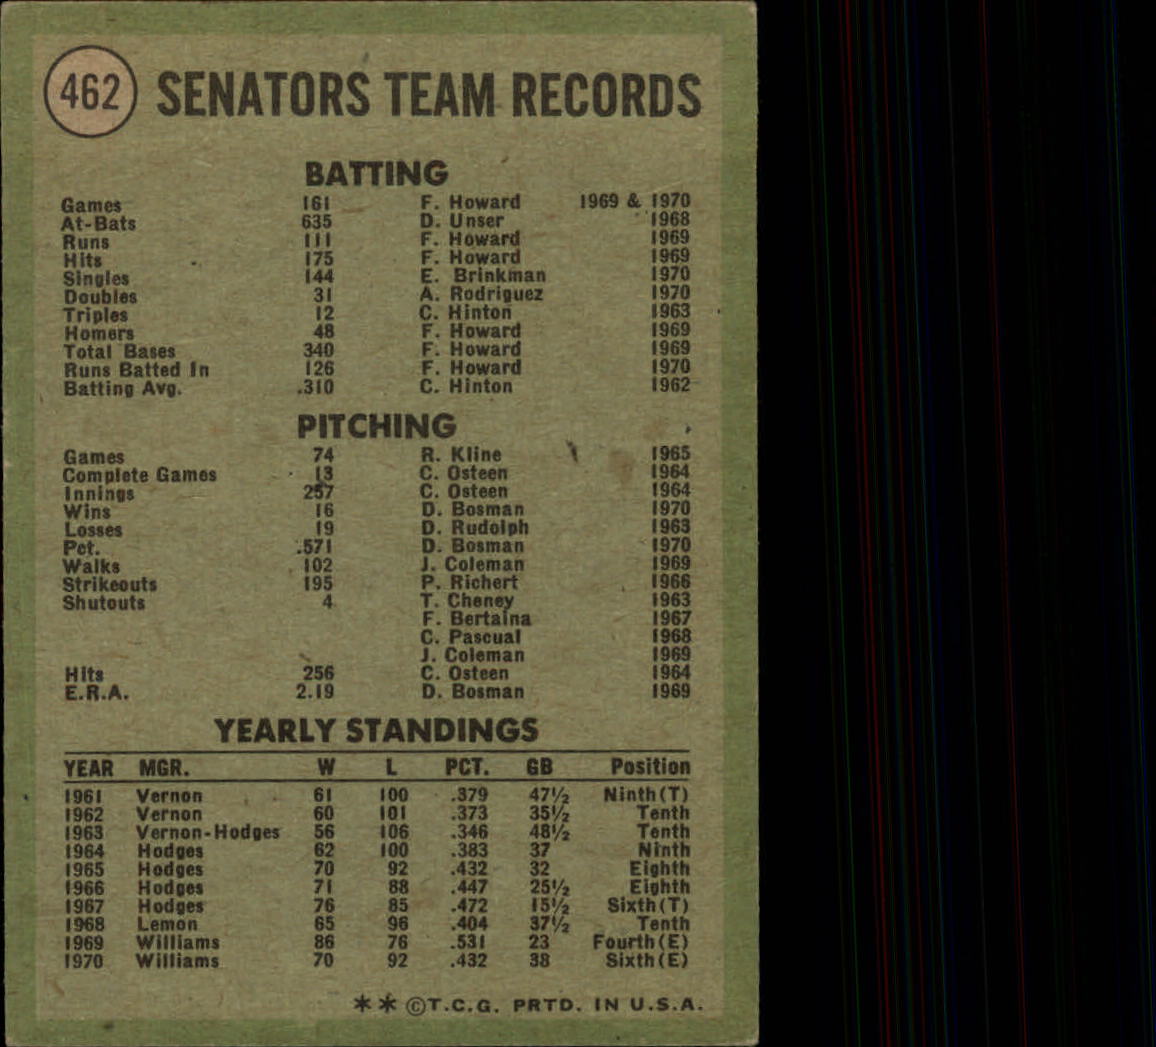 462 SENATORS TEAM RECORDS
BATTING
Games 161 F. Howard 1969 & 1970
At-Bats 635 D. Unser 1968
Runs 111 F. Howard 1969
Hits 175 F. Howard 1969
Singles 144 E. Brinkman 1970
Doubles 31 A. Rodriguez 1970
Triples 12 C. Hinton 1963
Homers 48 F. Howard 1969
Total Bases 340 F. Howard 1969
Runs Batted In 126 F. Howard 1970
Batting Avg. .310 C. Hinton 1962
PITCHING
Games 74 R. Kline 1965
Complete Games 13 C. Osteen 1964
Innings 257 C. Osteen 1964
Wins 16 D. Bosman 1970
Losses 19 D. Rudolph 1963
Pct. .571 D. Bosman 1970
Walks 102 J. Coleman 1969
Strikeouts 195 P. Richert 1966
Shutouts 4 T. Cheney 1963
F. Bertaina 1967
C. Pascual 1968
J. Coleman 1969
Hits 256 C. Osteen 1964
E.R.A. 2.19 D. Bosman 1969
YEARLY STANDINGS
YEAR MGR. W L PCT. GB Position
1961 Vernon 61 100 .379 47½ Ninth(T)
1962 Vernon 60 101 .373 35½ Tenth
1963 Vernon-Hodges 56 106 .346 48½ Tenth
1964 Hodges 62 100 .383 37 Ninth
1965 Hodges 70 92 .432 32 Eighth
1966 Hodges 71 88 .447 25½ Eighth
1967 Hodges 76 85 .472 15½ Sixth(T)
1968 Lemon 65 96 .404 37½ Tenth
1969 Williams 86 76 .531 23 Fourth(E)
1970 Williams 70 92 .432 38 Sixth(E)
** ©T.C.G. PRTD. IN U.S.A.